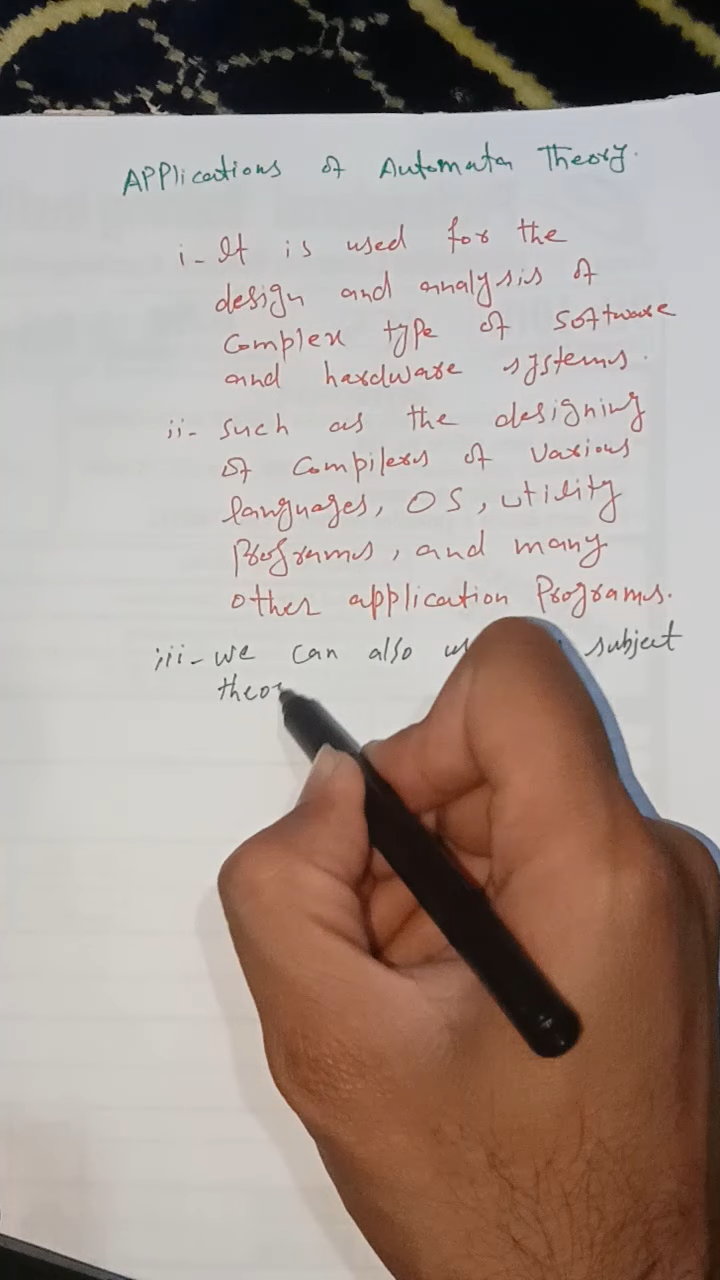 Applications of Automata Theory.
i- It is used for the
design and analysis of
complex type of software
and hardware systems.
ii- such as the designing
of compilers of various
languages, OS, utility
Programs, and many
other application Programs.
iii- we can also subject
theo